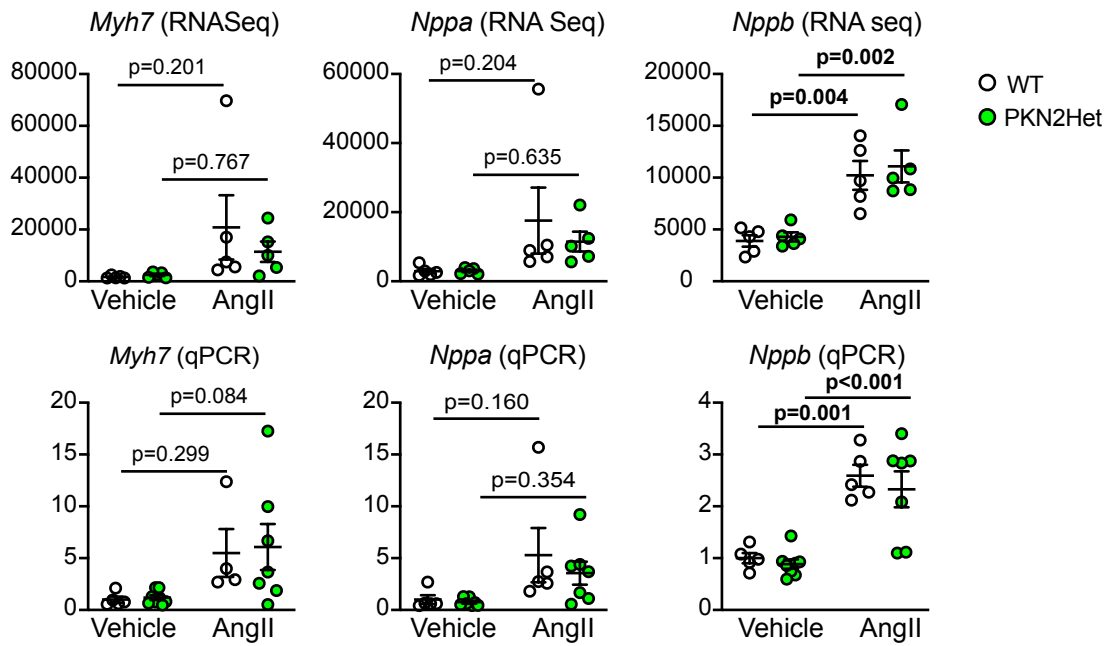 Myh7 (RNASeq)
Nppa (RNA Seq)
Nppb (RNA seq)
80000
60000
40000
20000
0
p=0.201
p=0.767
Vehicle
AngII
60000
40000
20000
0
p=0.204
p=0.635
Vehicle
AngII
20000
15000
10000
5000
0
p=0.002
p=0.004
Vehicle
AngII
WT
PKN2Het
Myh7 (qPCR)
Nppa (qPCR)
Nppb (qPCR)
20
15
10
5
0
p=0.084
p=0.299
Vehicle
AngII
20
15
10
5
0
p=0.160
p=0.354
Vehicle
AngII
4
3
2
1
0
p<0.001
p=0.001
Vehicle
AngII